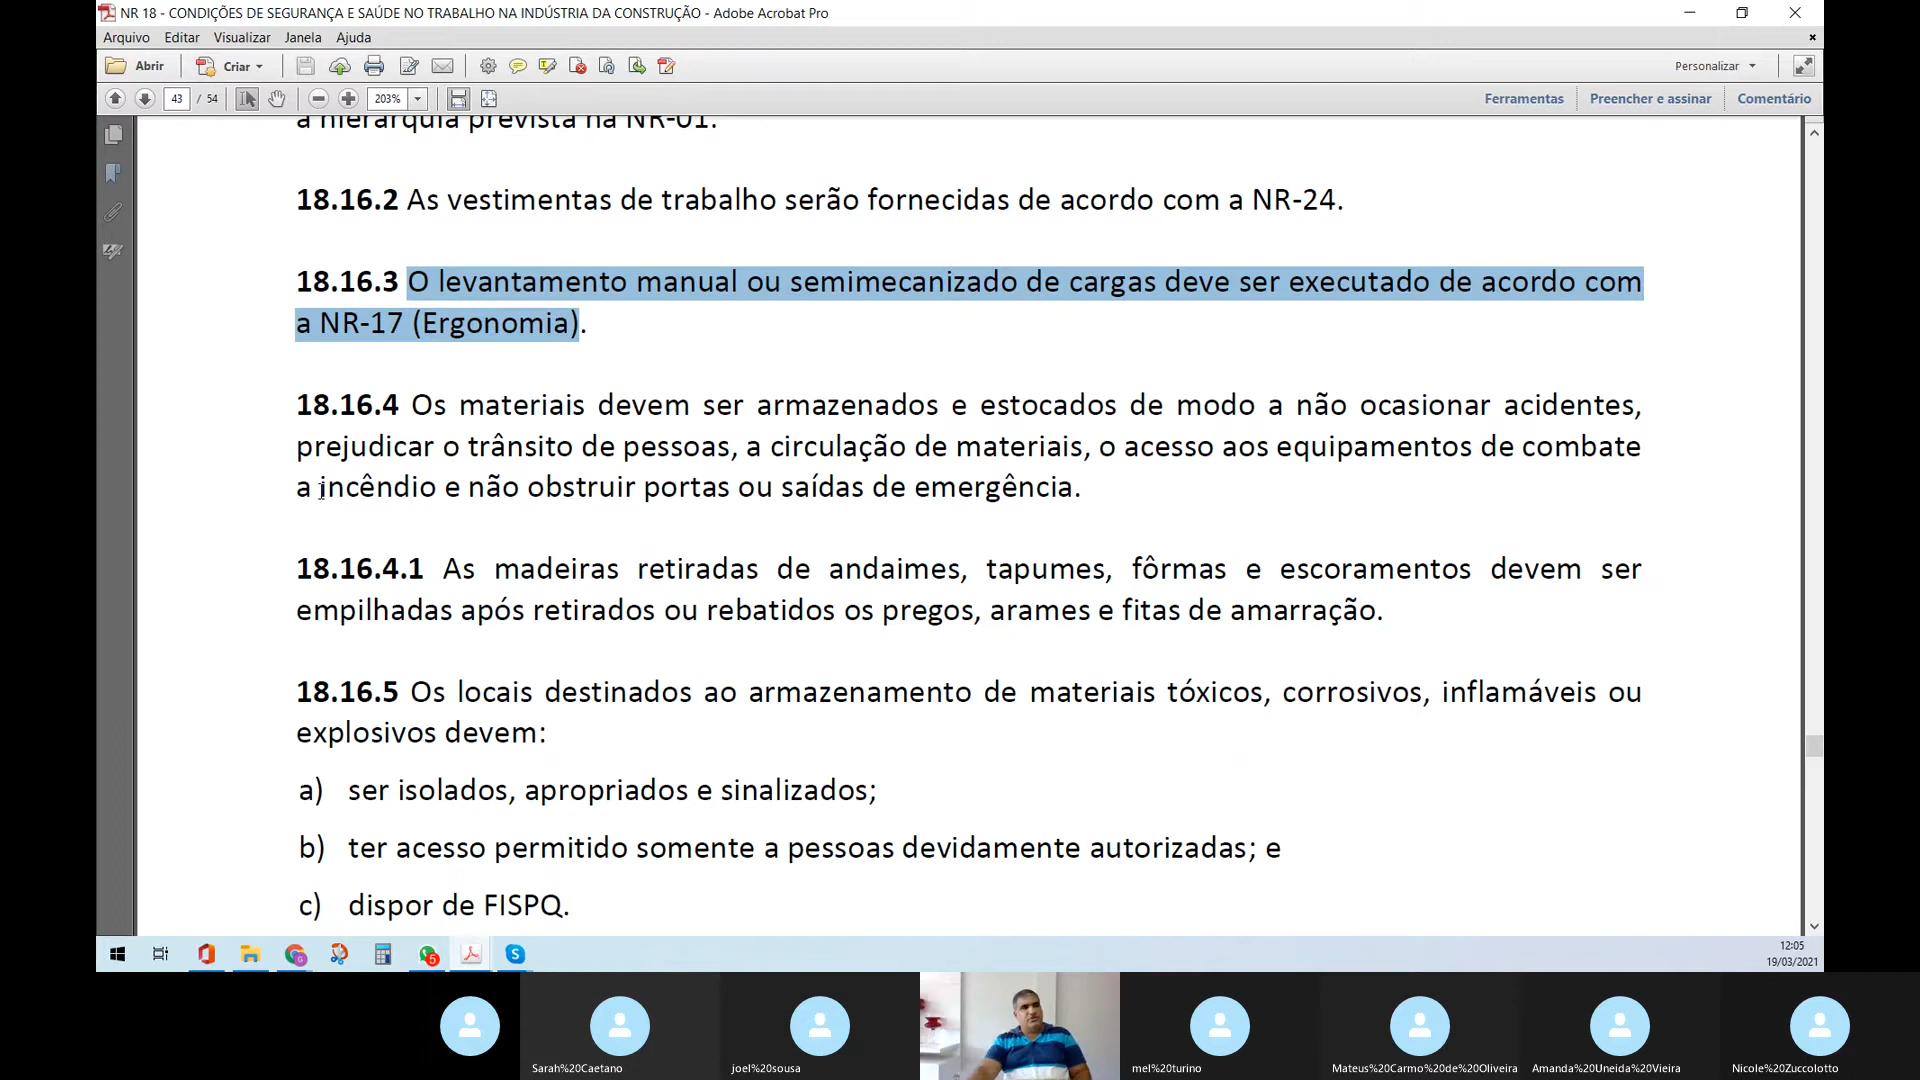 NR 18 - CONDIÇÕES DE SEGURANÇA E SAÚDE NO TRABALHO NA INDÚSTRIA DA CONSTRUÇÃO - Adobe Acrobat Pro
Arquivo Editar Visualizar Janela Ajuda
Abrir Criar Personalizar
43 / 54 203% Ferramentas Preencher e assinar Comentário
a hierarquia prevista na NR-01.
18.16.2 As vestimentas de trabalho serão fornecidas de acordo com a NR-24.
18.16.3 O levantamento manual ou semimecanizado de cargas deve ser executado de acordo com
a NR-17 (Ergonomia).
18.16.4 Os materiais devem ser armazenados e estocados de modo a não ocasionar acidentes,
prejudicar o trânsito de pessoas, a circulação de materiais, o acesso aos equipamentos de combate
a incêndio e não obstruir portas ou saídas de emergência.
18.16.4.1 As madeiras retiradas de andaimes, tapumes, fôrmas e escoramentos devem ser
empilhadas após retirados ou rebatidos os pregos, arames e fitas de amarração.
18.16.5 Os locais destinados ao armazenamento de materiais tóxicos, corrosivos, inflamáveis ou
explosivos devem:
a) ser isolados, apropriados e sinalizados;
b) ter acesso permitido somente a pessoas devidamente autorizadas; e
c) dispor de FISPQ.
5
12:05
19/03/2021
Sarah%20Caetano joel%20sousa mel%20turino Mateus%20Carmo%20de%20Oliveira Amanda%20Uneida%20Vieira Nicole%20Zuccolotto